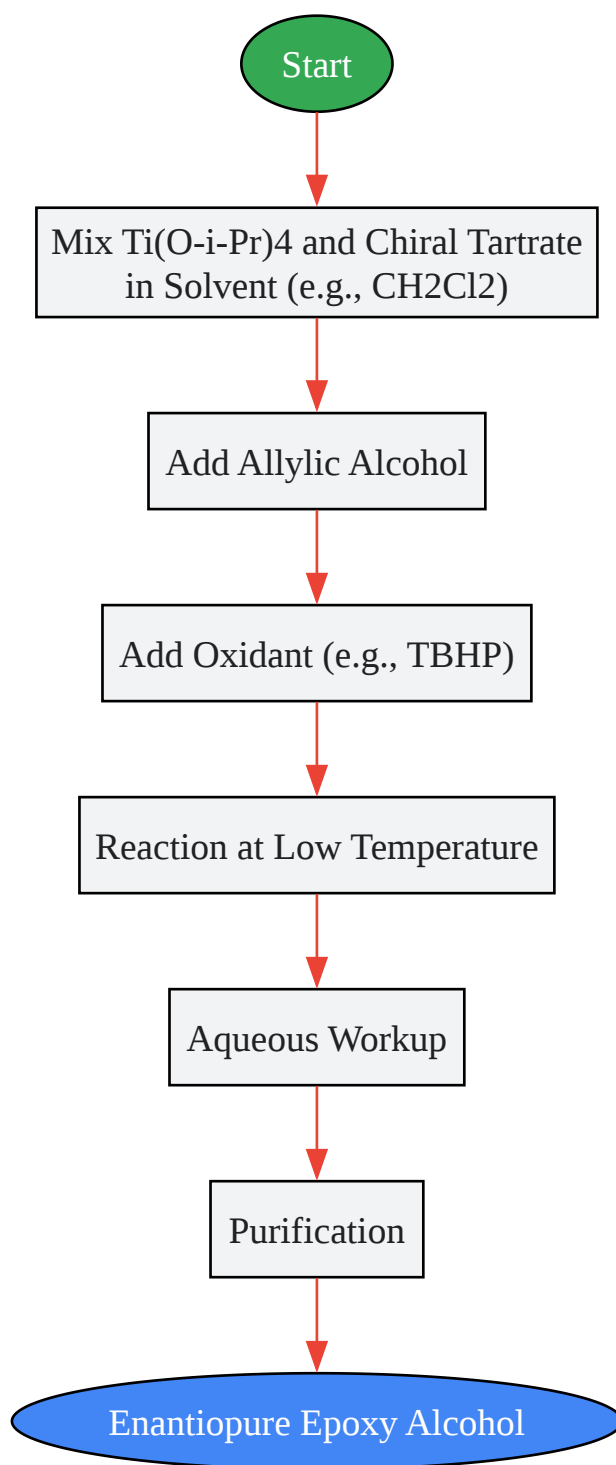 Start
Mix Ti(O-i-Pr)4 and Chiral Tartrate
in Solvent (e.g., CH2Cl2)
Add Allylic Alcohol
Add Oxidant (e.g., TBHP)
Reaction at Low Temperature
Aqueous Workup
Purification
Enantiopure Epoxy Alcohol